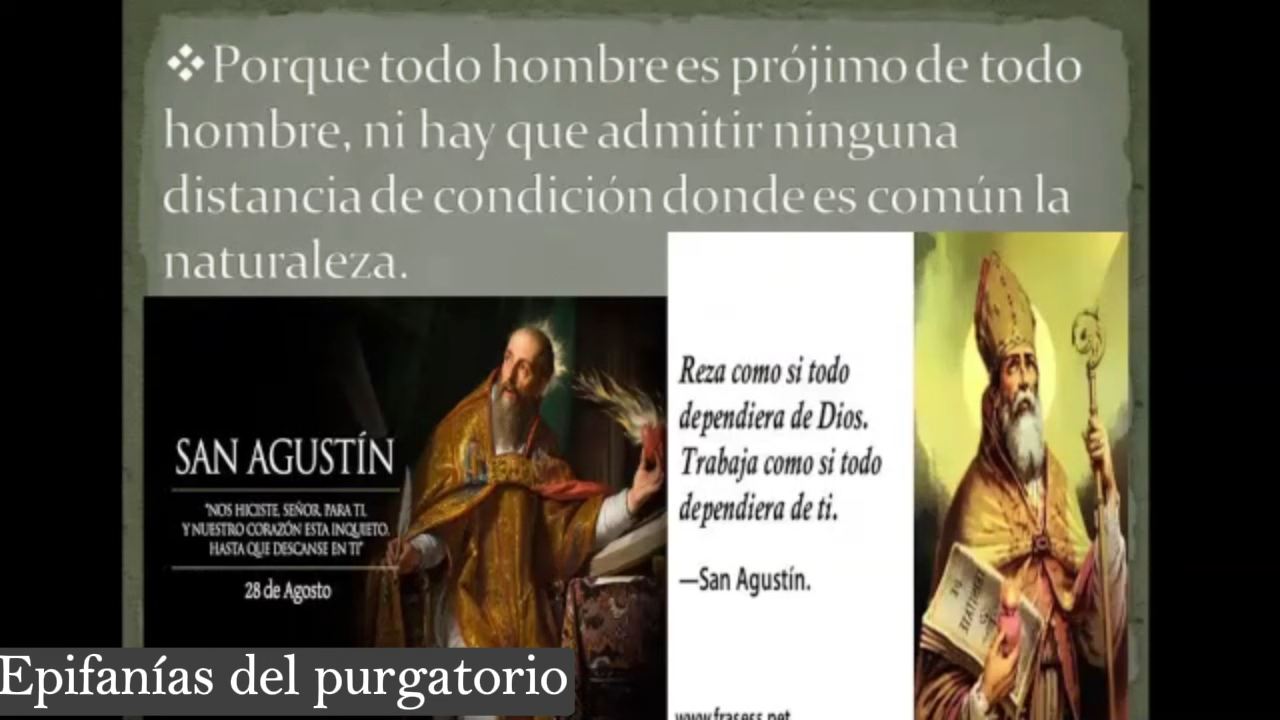 ❖Porque todo hombre es prójimo de todo
hombre, ni hay que admitir ninguna
distancia de condición donde es común la
naturaleza.
SAN AGUSTÍN
"NOS HICISTE, SEÑOR, PARA TI,
Y NUESTRO CORAZÓN ESTA INQUIETO,
HASTA QUE DESCANSE EN TI"
28 de Agosto
Reza como si todo
dependiera de Dios.
Trabaja como si todo
dependiera de ti.
—San Agustín.
www.frasess.net
Epifanías del purgatorio